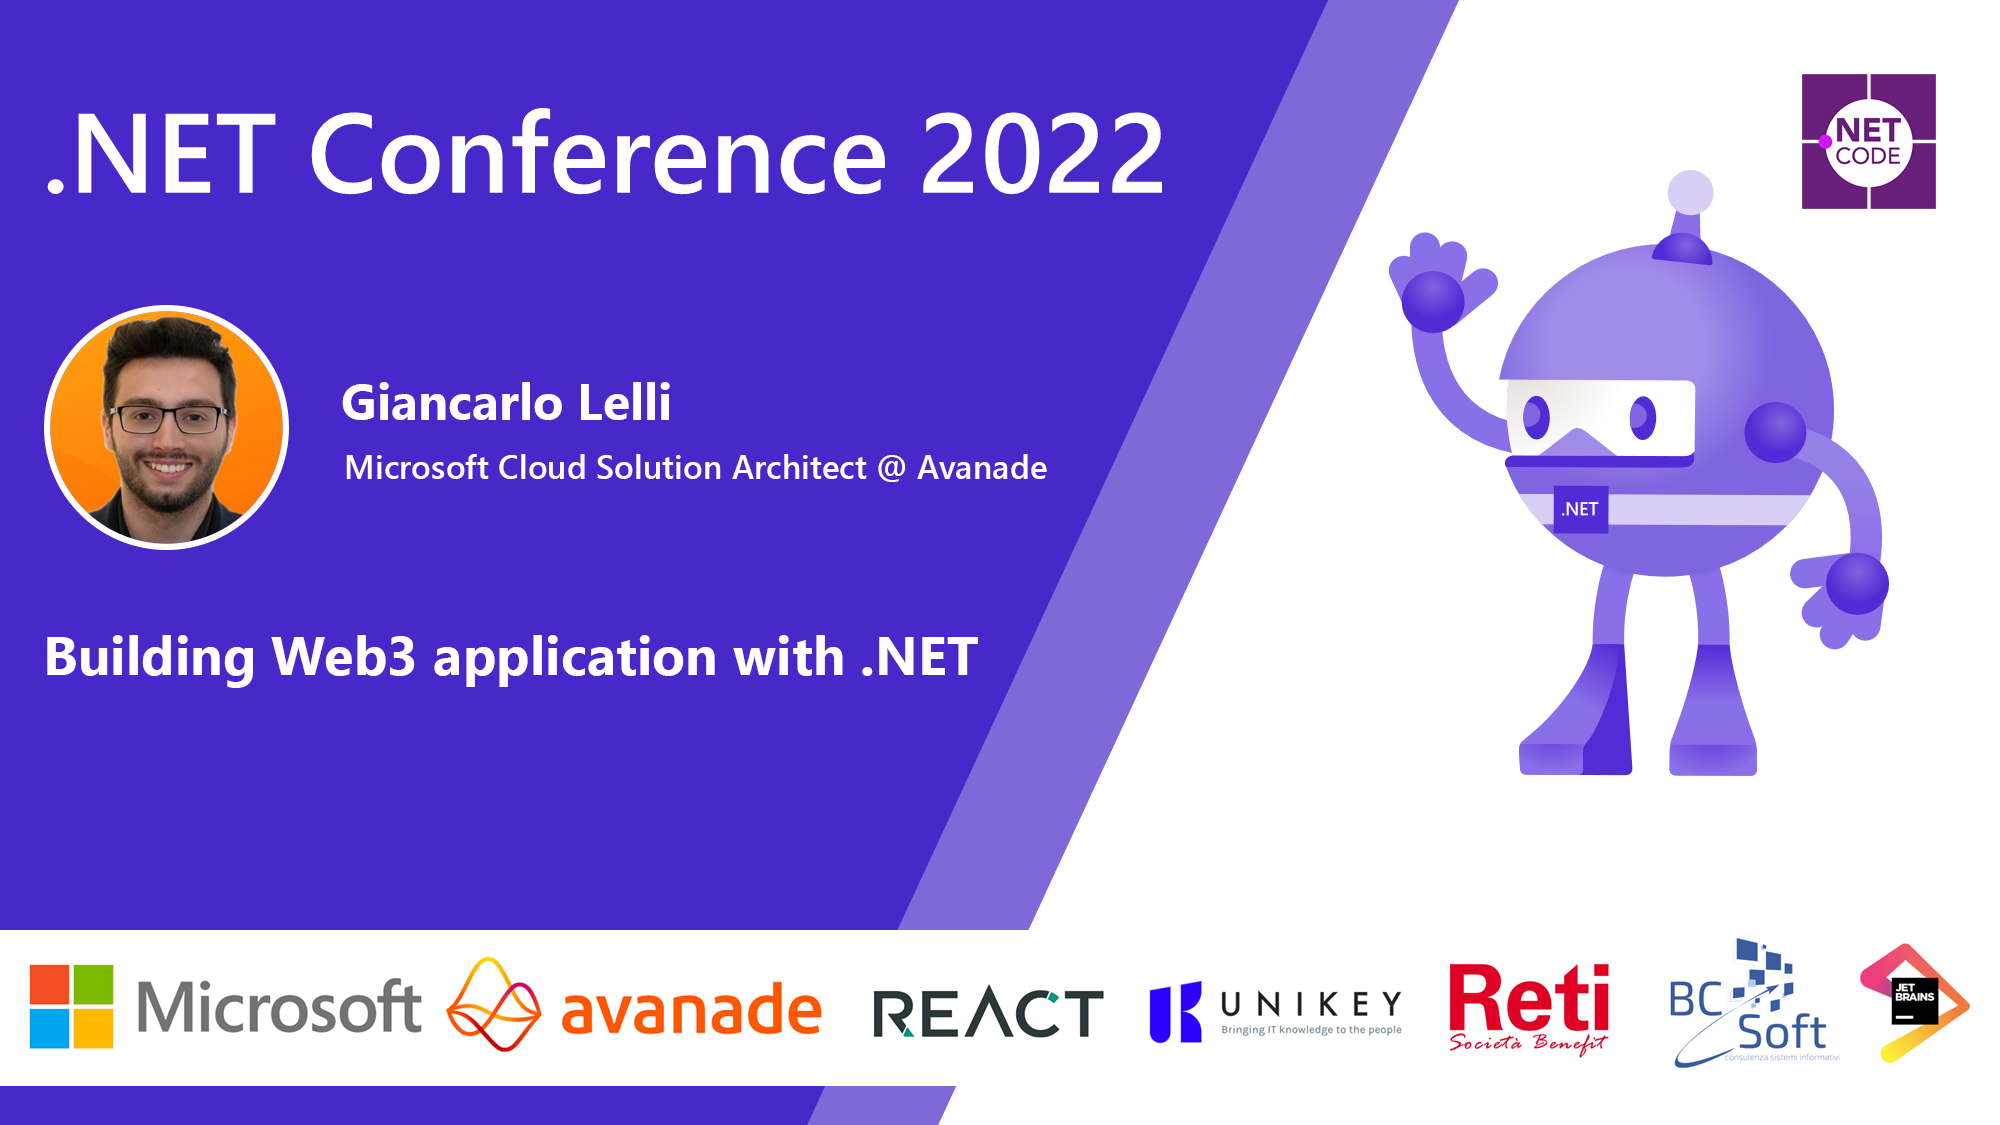 .NET Conference 2022
NET
CODE
Giancarlo Lelli
Microsoft Cloud Solution Architect @ Avanade
.NET
Building Web3 application with .NET
Microsoft
avanade
REACT
UNIKEY
Bringing IT knowledge to the people
Reti
Società Benefit
BC
Soft
consulenza sistemi informativi
JET
BRAINS